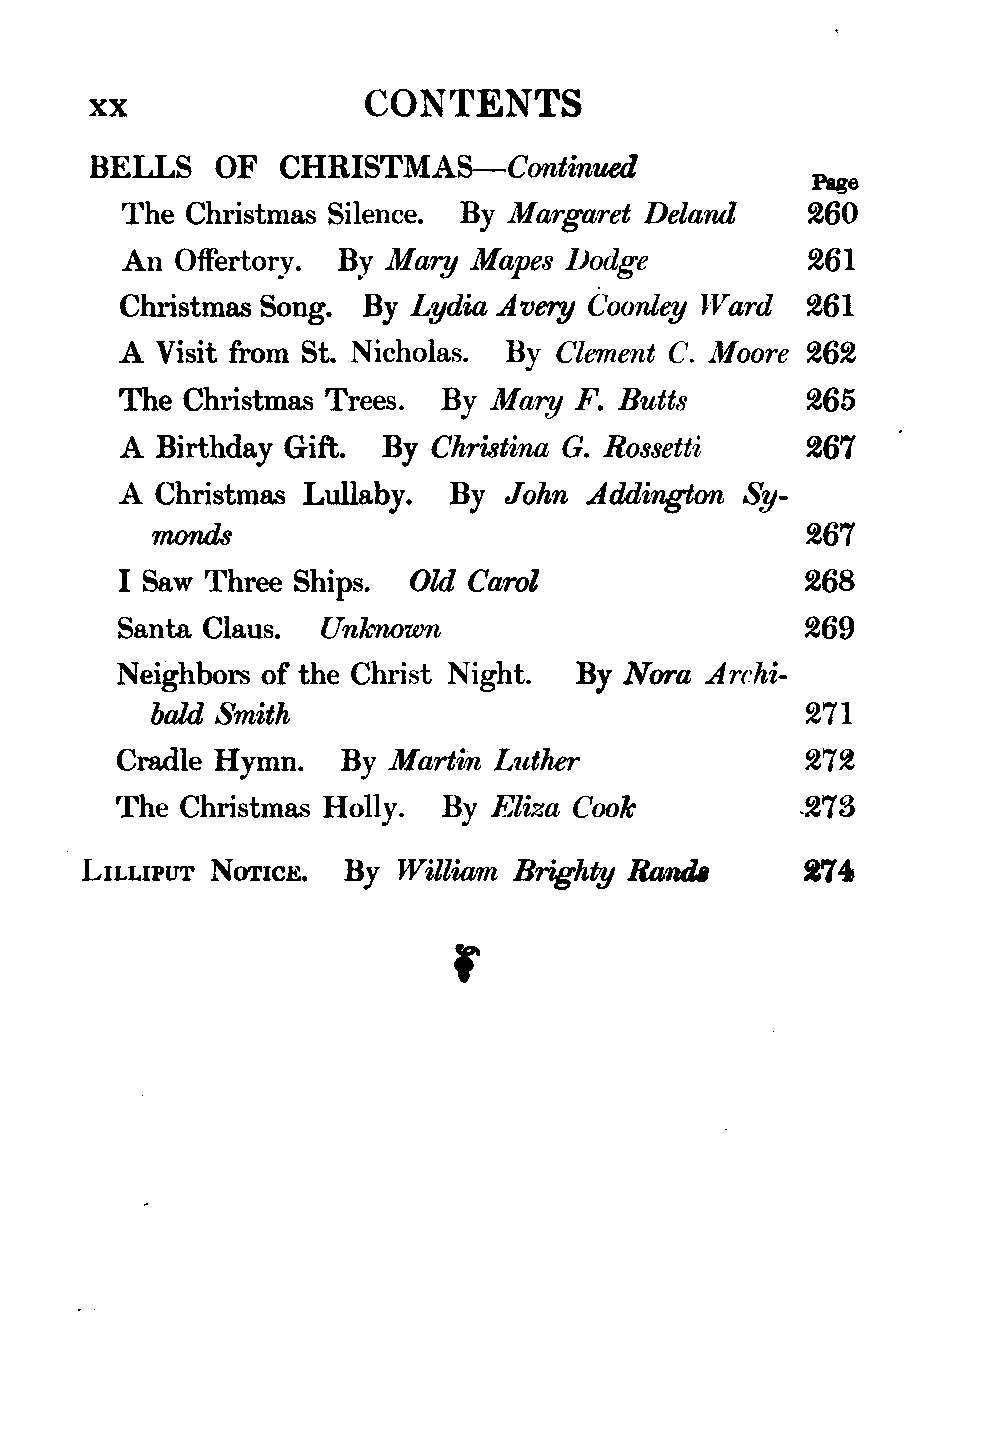 xx CONTENTS
BELLS OF CHRISTMAS—Continued
Page
The Christmas Silence. By Margaret Deland 260
An Offertory. By Mary Mapes Dodge 261
Christmas Song. By Lydia Avery Coonley Ward 261
A Visit from St. Nicholas. By Clement C. Moore 262
The Christmas Trees. By Mary F. Butts 265
A Birthday Gift. By Christina G. Rossetti 267
A Christmas Lullaby. By John Addington Sy-
monds 267
I Saw Three Ships. Old Carol 268
Santa Claus. Unknown 269
Neighbors of the Christ Night. By Nora Archi-
bald Smith 271
Cradle Hymn. By Martin Luther 272
The Christmas Holly. By Eliza Cook 273
LILLIPUT NOTICE. By William Brighty Rands 274